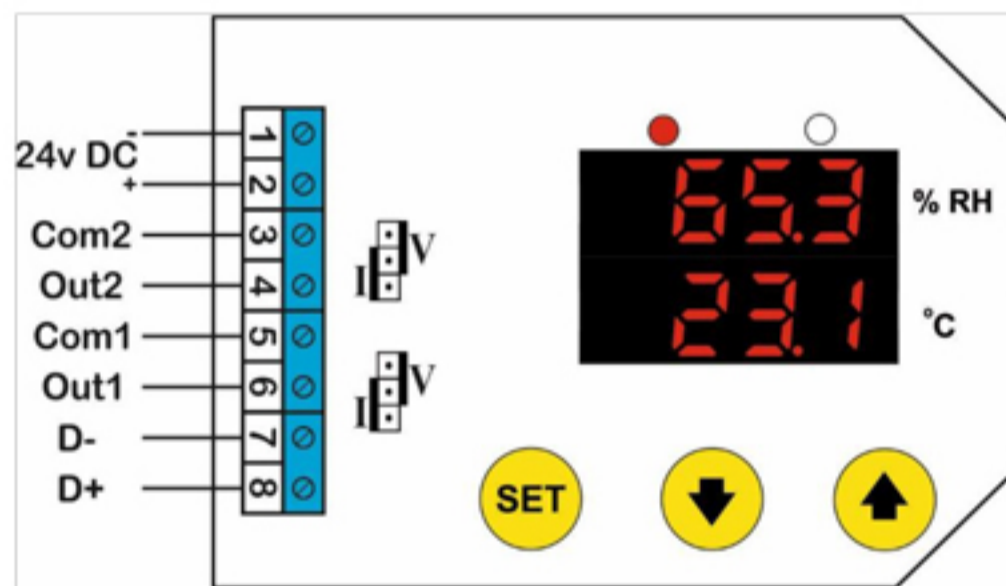 -
24v DC
+
Com2
Out2
Com1
Out1
D-
D+
1
2
3
4
5
6
7
8
V
I
V
I
65.3
% RH
23.1
°C
SET